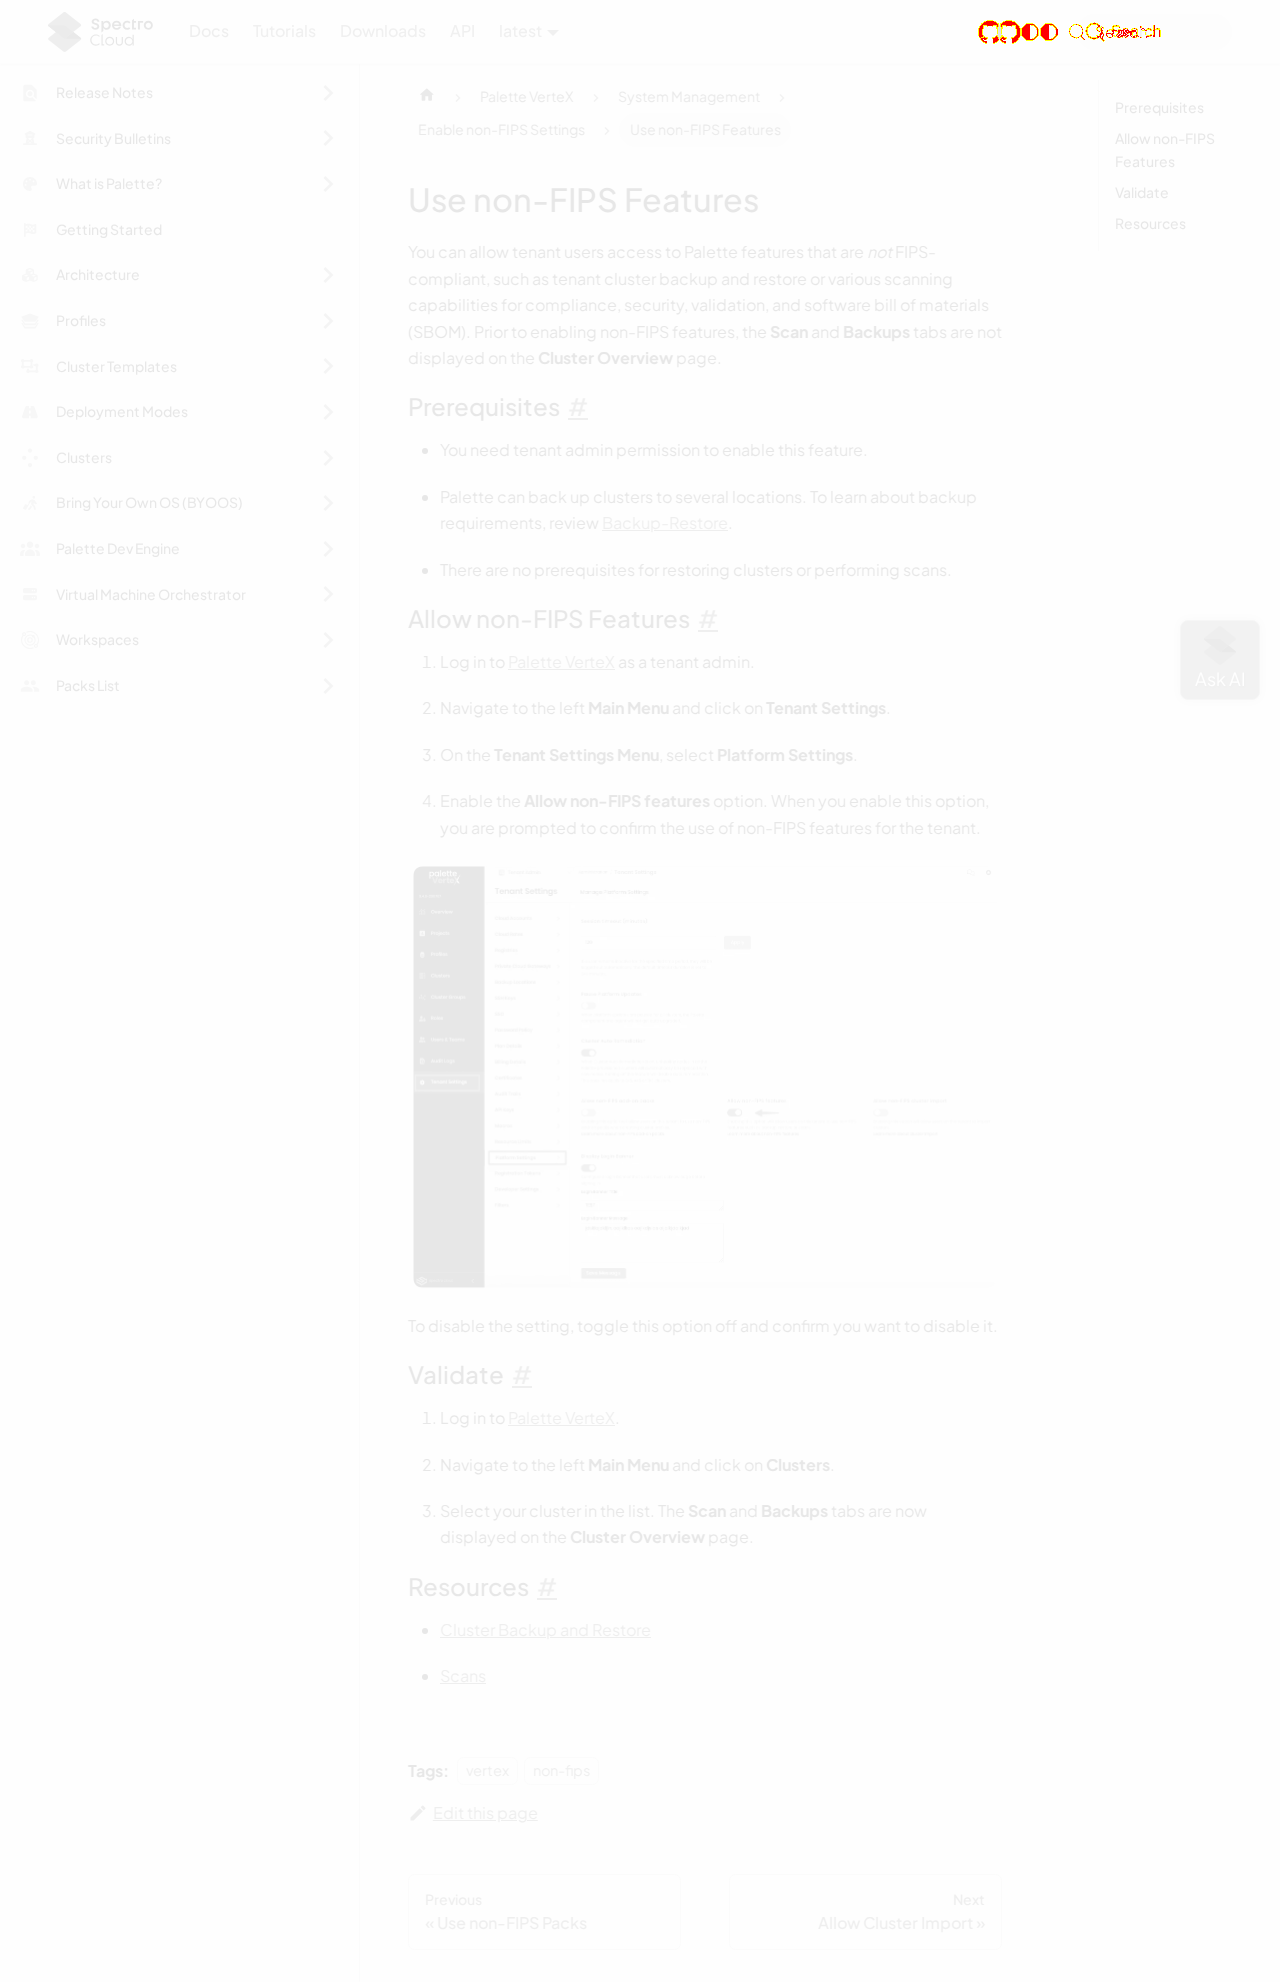 Spectro
Cloud
Docs
Tutorials
Downloads
API
latest
Release Notes
Security Bulletins
What is Palette?
Getting Started
Architecture
Profiles
Cluster Templates
Deployment Modes
Clusters
Bring Your Own OS (BYOOS)
Palette Dev Engine
Virtual Machine Orchestrator
Workspaces
Packs List
Palette VerteX
System Management
Enable non-FIPS Settings
Use non-FIPS Features
Use non-FIPS Features
You can allow tenant users access to Palette features that are not FIPS-
compliant, such as tenant cluster backup and restore or various scanning
capabilities for compliance, security, validation, and software bill of materials
(SBOM). Prior to enabling non-FIPS features, the Scan and Backups tabs are not
displayed on the Cluster Overview page.
Prerequisites #
• You need tenant admin permission to enable this feature.
• Palette can back up clusters to several locations. To learn about backup
requirements, review Backup-Restore.
• There are no prerequisites for restoring clusters or performing scans.
Allow non-FIPS Features #
1. Log in to Palette VerteX as a tenant admin.
2. Navigate to the left Main Menu and click on Tenant Settings.
3. On the Tenant Settings Menu, select Platform Settings.
4. Enable the Allow non-FIPS features option. When you enable this option,
you are prompted to confirm the use of non-FIPS features for the tenant.
palette
VerteX
Tenant Settings
To disable the setting, toggle this option off and confirm you want to disable it.
Validate #
1. Log in to Palette VerteX.
2. Navigate to the left Main Menu and click on Clusters.
3. Select your cluster in the list. The Scan and Backups tabs are now
displayed on the Cluster Overview page.
Resources #
• Cluster Backup and Restore
• Scans
Tags:
vertex
non-fips
Edit this page
Previous
« Use non-FIPS Packs
Next
Allow Cluster Import »
Prerequisites
Allow non-FIPS
Features
Validate
Resources
Ask AI